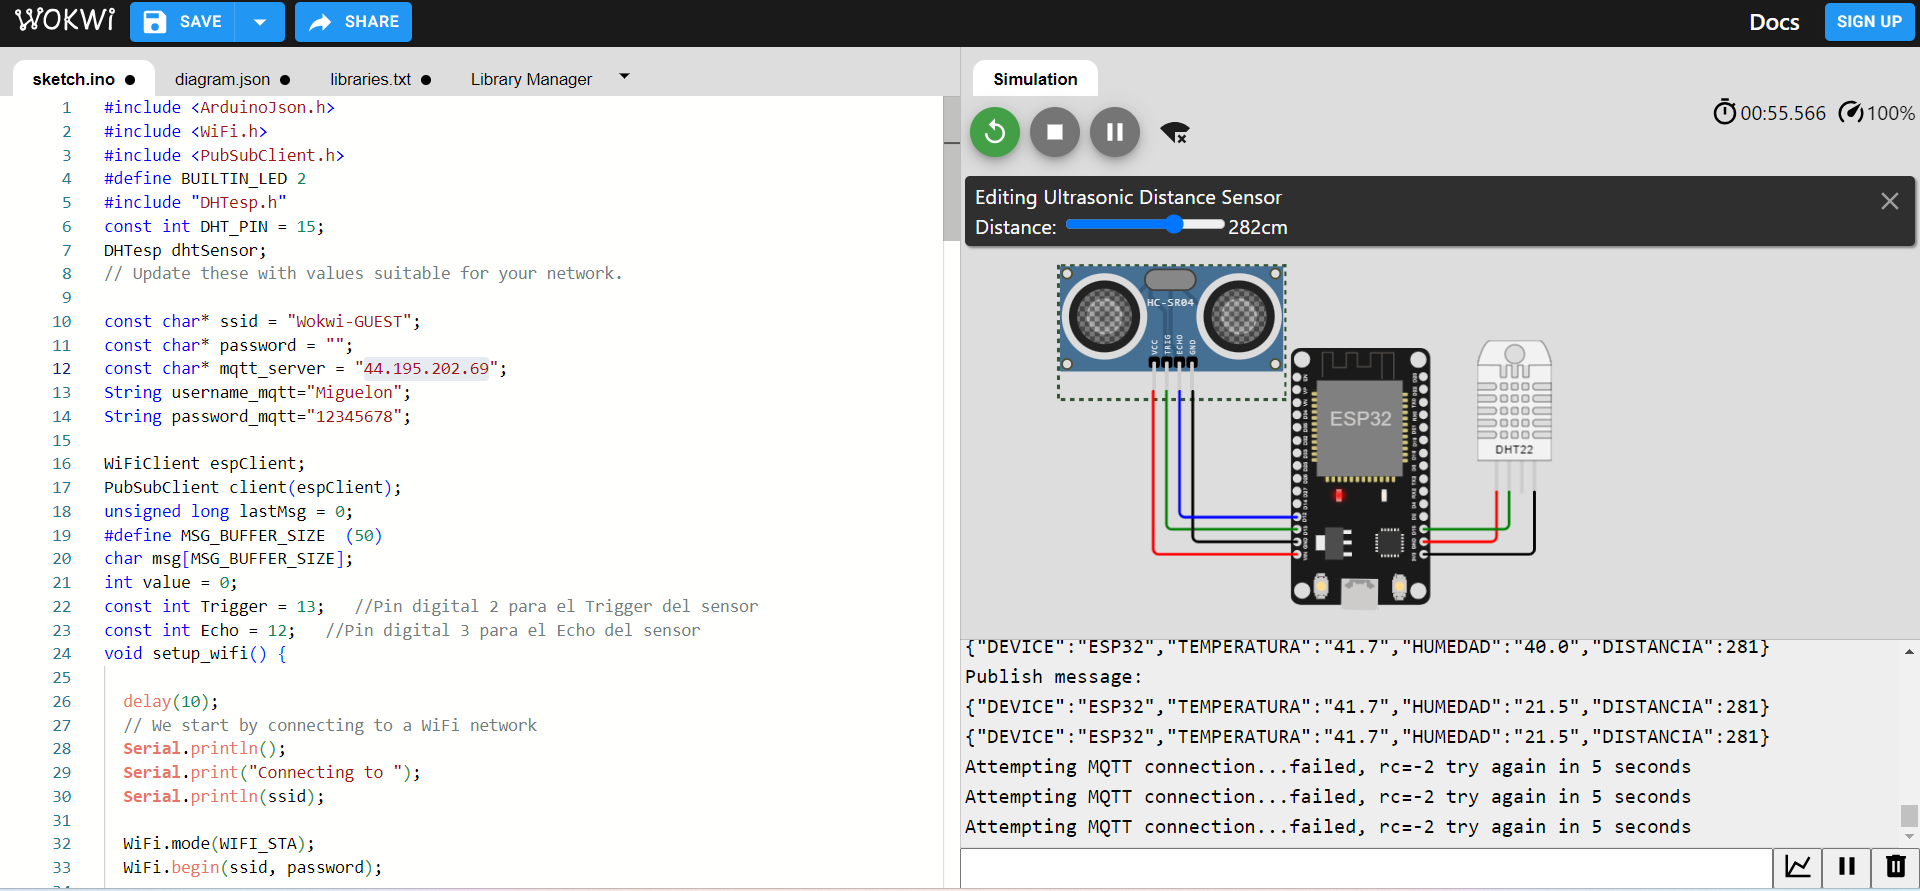 WOKWI
SAVE
SHARE
Docs
SIGN UP
sketch.ino ●
diagram.json ●
libraries.txt ●
Library Manager
1 #include <ArduinoJson.h>
2 #include <WiFi.h>
3 #include <PubSubClient.h>
4 #define BUILTIN_LED 2
5 #include "DHTesp.h"
6 const int DHT_PIN = 15;
7 DHTesp dhtSensor;
8 // Update these with values suitable for your network.
9
10 const char* ssid = "Wokwi-GUEST";
11 const char* password = "";
12 const char* mqtt_server = "44.195.202.69";
13 String username_mqtt="Miguelon";
14 String password_mqtt="12345678";
15
16 WiFiClient espClient;
17 PubSubClient client(espClient);
18 unsigned long lastMsg = 0;
19 #define MSG_BUFFER_SIZE  (50)
20 char msg[MSG_BUFFER_SIZE];
21 int value = 0;
22 const int Trigger = 13;   //Pin digital 2 para el Trigger del sensor
23 const int Echo = 12;   //Pin digital 3 para el Echo del sensor
24 void setup_wifi() {
25
26   delay(10);
27   // We start by connecting to a WiFi network
28   Serial.println();
29   Serial.print("Connecting to ");
30   Serial.println(ssid);
31
32   WiFi.mode(WIFI_STA);
33   WiFi.begin(ssid, password);
Simulation
00:55.566
100%
Editing Ultrasonic Distance Sensor
Distance: 282cm
HC-SR04
VCC
TRIG
ECHO
GND
ESP32
DHT22
{"DEVICE":"ESP32","TEMPERATURA":"41.7","HUMEDAD":"40.0","DISTANCIA":281}
Publish message:
{"DEVICE":"ESP32","TEMPERATURA":"41.7","HUMEDAD":"21.5","DISTANCIA":281}
{"DEVICE":"ESP32","TEMPERATURA":"41.7","HUMEDAD":"21.5","DISTANCIA":281}
Attempting MQTT connection...failed, rc=-2 try again in 5 seconds
Attempting MQTT connection...failed, rc=-2 try again in 5 seconds
Attempting MQTT connection...failed, rc=-2 try again in 5 seconds